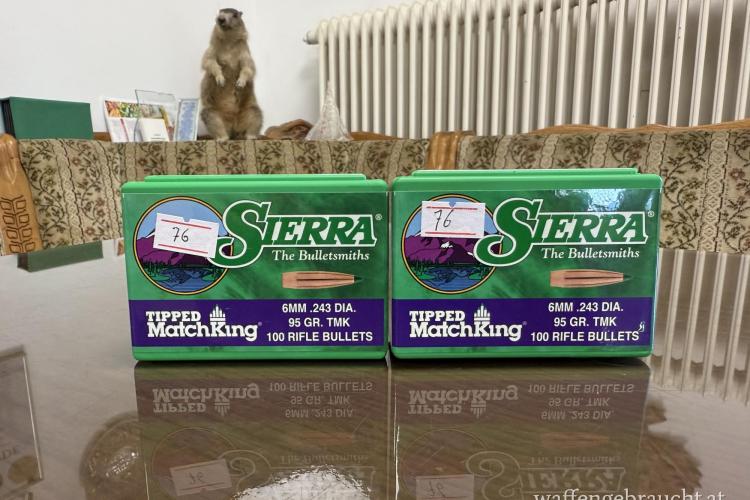 76
SIERRA®
The Bulletsmiths
TIPPED
MatchKing®
6MM .243 DIA.
95 GR. TMK
100 RIFLE BULLETS
76
SIERRA®
The Bulletsmiths
TIPPED
MatchKing®
6MM .243 DIA.
95 GR. TMK
100 RIFLE BULLETS
waffengebraucht.at